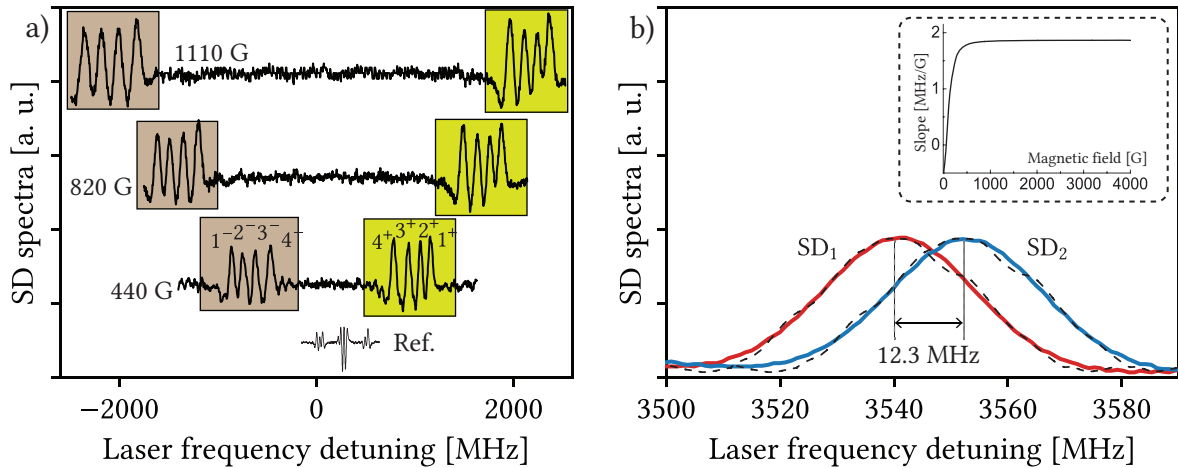 a)
1110 G
820 G
1⁻2⁻3⁻ 4⁻
4⁺3⁺2⁺1⁺
440 G
Ref.
SD spectra [a. u.]
−2000 0 2000
Laser frequency detuning [MHz]
b)
2
1
0
Slope [MHz/G]
Magnetic field [G]
0 1000 2000 3000 4000
SD₁
SD₂
12.3 MHz
SD spectra [a. u.]
3500 3520 3540 3560 3580
Laser frequency detuning [MHz]